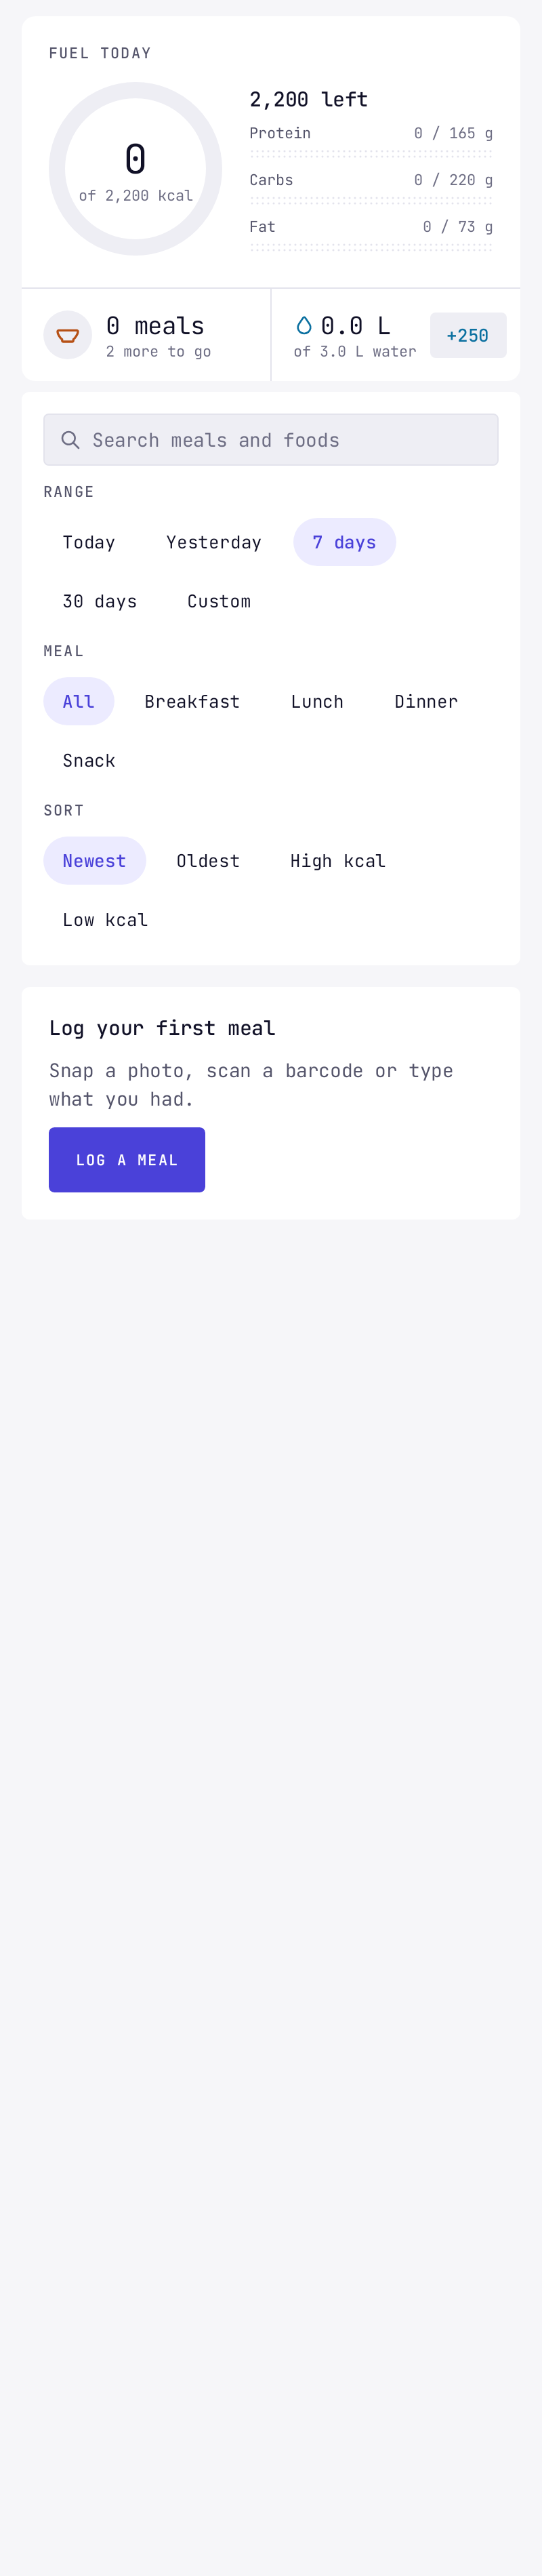 FUEL TODAY
0
of 2,200 kcal
2,200 left
Protein 0 / 165 g
Carbs 0 / 220 g
Fat 0 / 73 g
0 meals
2 more to go
0.0 L
of 3.0 L water
+250
Search meals and foods
RANGE
Today Yesterday 7 days
30 days Custom
MEAL
All Breakfast Lunch Dinner
Snack
SORT
Newest Oldest High kcal
Low kcal
Log your first meal
Snap a photo, scan a barcode or type
what you had.
LOG A MEAL